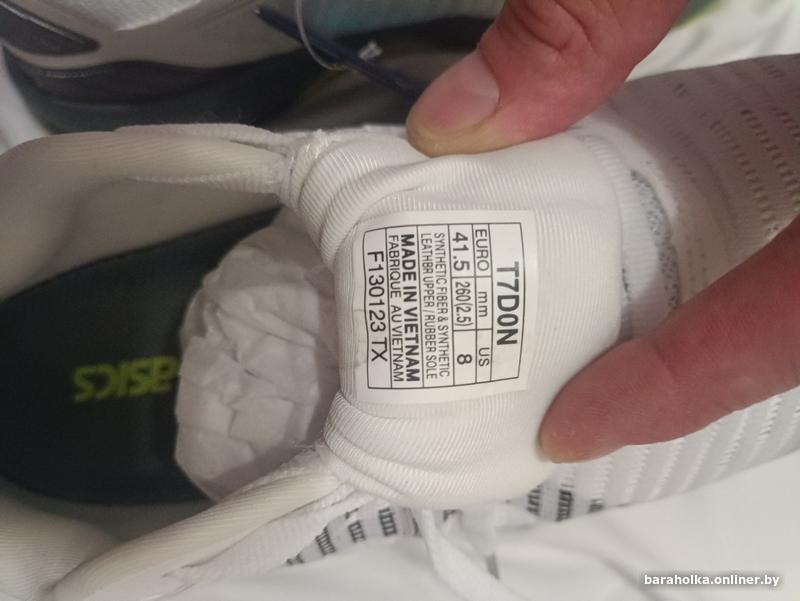 T7D0N
EURO mm US
41.5 260(2.5) 8
SYNTHETIC FIBER & SYNTHETIC
LEATHBR UPPER / RUBBER SOLE
MADE IN VIETNAM
FABRIQUE AU VIETNAM
F130123 TX
asics
baraholka.onliner.by